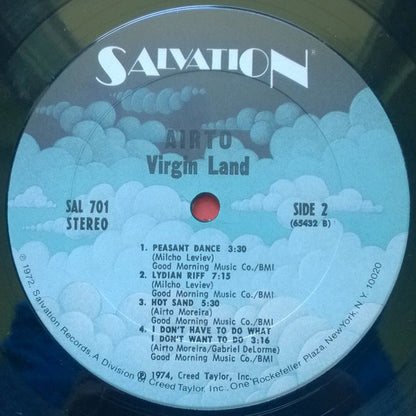 SALVATION®
AIRTO
Virgin Land
SAL 701
STEREO
SIDE 2
(65432 B)
1. PEASANT DANCE 3:30
(Milcho Leviev)
Good Morning Music Co./BMI
2. LYDIAN RIFF 7:15
(Milcho Leviev)
Good Morning Music Co./BMI
3. HOT SAND 5:30
(Airto Moreira)
Good Morning Music Co./BMI
4. I DON'T HAVE TO DO WHAT
I DON'T WANT TO DO 3:16
(Airto Moreira/Gabriel DeLorme)
Good Morning Music Co./BMI
℗ 1974, Creed Taylor, Inc.
℗ 1972, Salvation Records A Division of Creed Taylor, Inc., One Rockefeller Plaza, New York, N.Y. 10020